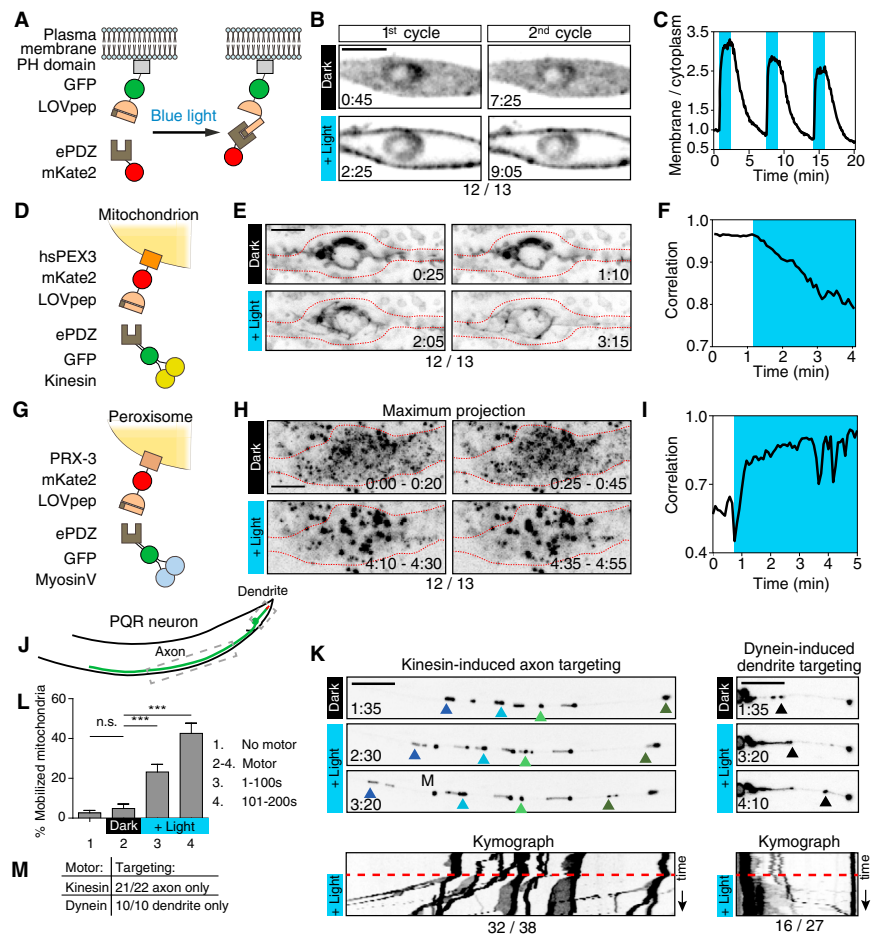 A
Plasma
membrane
PH domain
GFP
LOVpep
Blue light
ePDZ
mKate2
B
1st cycle
2nd cycle
Dark
0:45
7:25
+ Light
2:25
9:05
12 / 13
C
Membrane / cytoplasm
3.5
2.5
1.5
0.5
0
5
10
15
20
Time (min)
D
Mitochondrion
hsPEX3
mKate2
LOVpep
ePDZ
GFP
Kinesin
E
Dark
0:25
1:10
+ Light
2:05
3:15
12 / 13
F
Correlation
1.0
0.9
0.8
0.7
0
1
2
3
4
Time (min)
G
Peroxisome
PRX-3
mKate2
LOVpep
ePDZ
GFP
MyosinV
H
Maximum projection
Dark
0:00 - 0:20
0:25 - 0:45
+ Light
4:10 - 4:30
4:35 - 4:55
12 / 13
I
Correlation
1.0
0.7
0.4
0
1
2
3
4
5
Time (min)
J
PQR neuron
Dendrite
Axon
K
Kinesin-induced axon targeting
Dynein-induced
dendrite targeting
Dark
1:35
+ Light
2:30
M
3:20
Kymograph
+ Light
time
32 / 38
Dark
1:35
+ Light
3:20
4:10
Kymograph
+ Light
time
16 / 27
L
% Mobilized mitochondria
60
40
20
0
n.s.
***
***
1
2
3
4
Dark
+ Light
1. No motor
2-4. Motor
3. 1-100s
4. 101-200s
M
Motor: Targeting:
Kinesin 21/22 axon only
Dynein 10/10 dendrite only